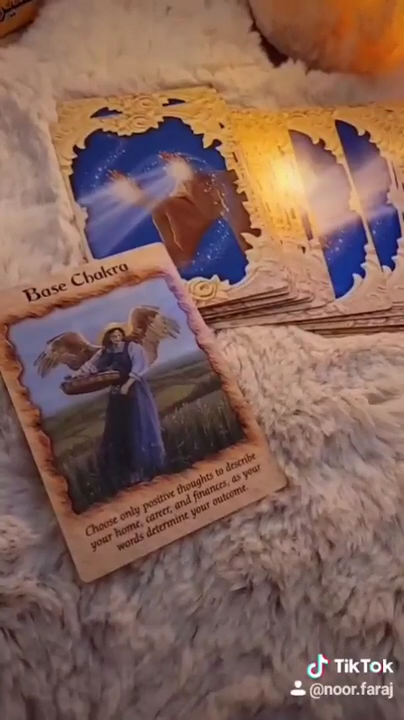 Base Chakra
Choose only positive thoughts to describe
your home, career, and finances, as your
words determine your outcome.
TikTok
@noor.faraj